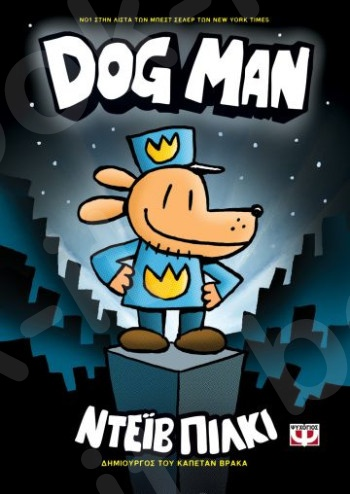 ΝΟ1 ΣΤΗΝ ΛΙΣΤΑ ΤΩΝ ΜΠΕΣΤ ΣΕΛΕΡ ΤΩΝ NEW YORK TIMES
DOG MAN
ΝΤΕΪΒ ΠΙΛΚΙ
ΔΗΜΙΟΥΡΓΟΣ ΤΟΥ ΚΑΠΕΤΑΝ ΒΡΑΚΑ
ΨΥΧΟΓΙΟΣ